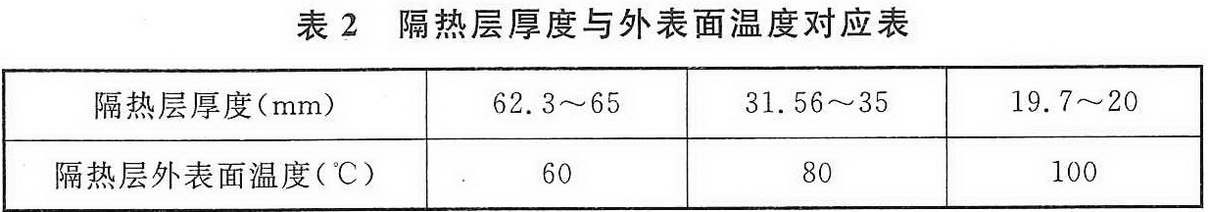 表 2 隔热层厚度与外表面温度对应表
隔热层厚度(mm) 62.3～65 31.56～35 19.7～20
隔热层外表面温度(℃) 60 80 100